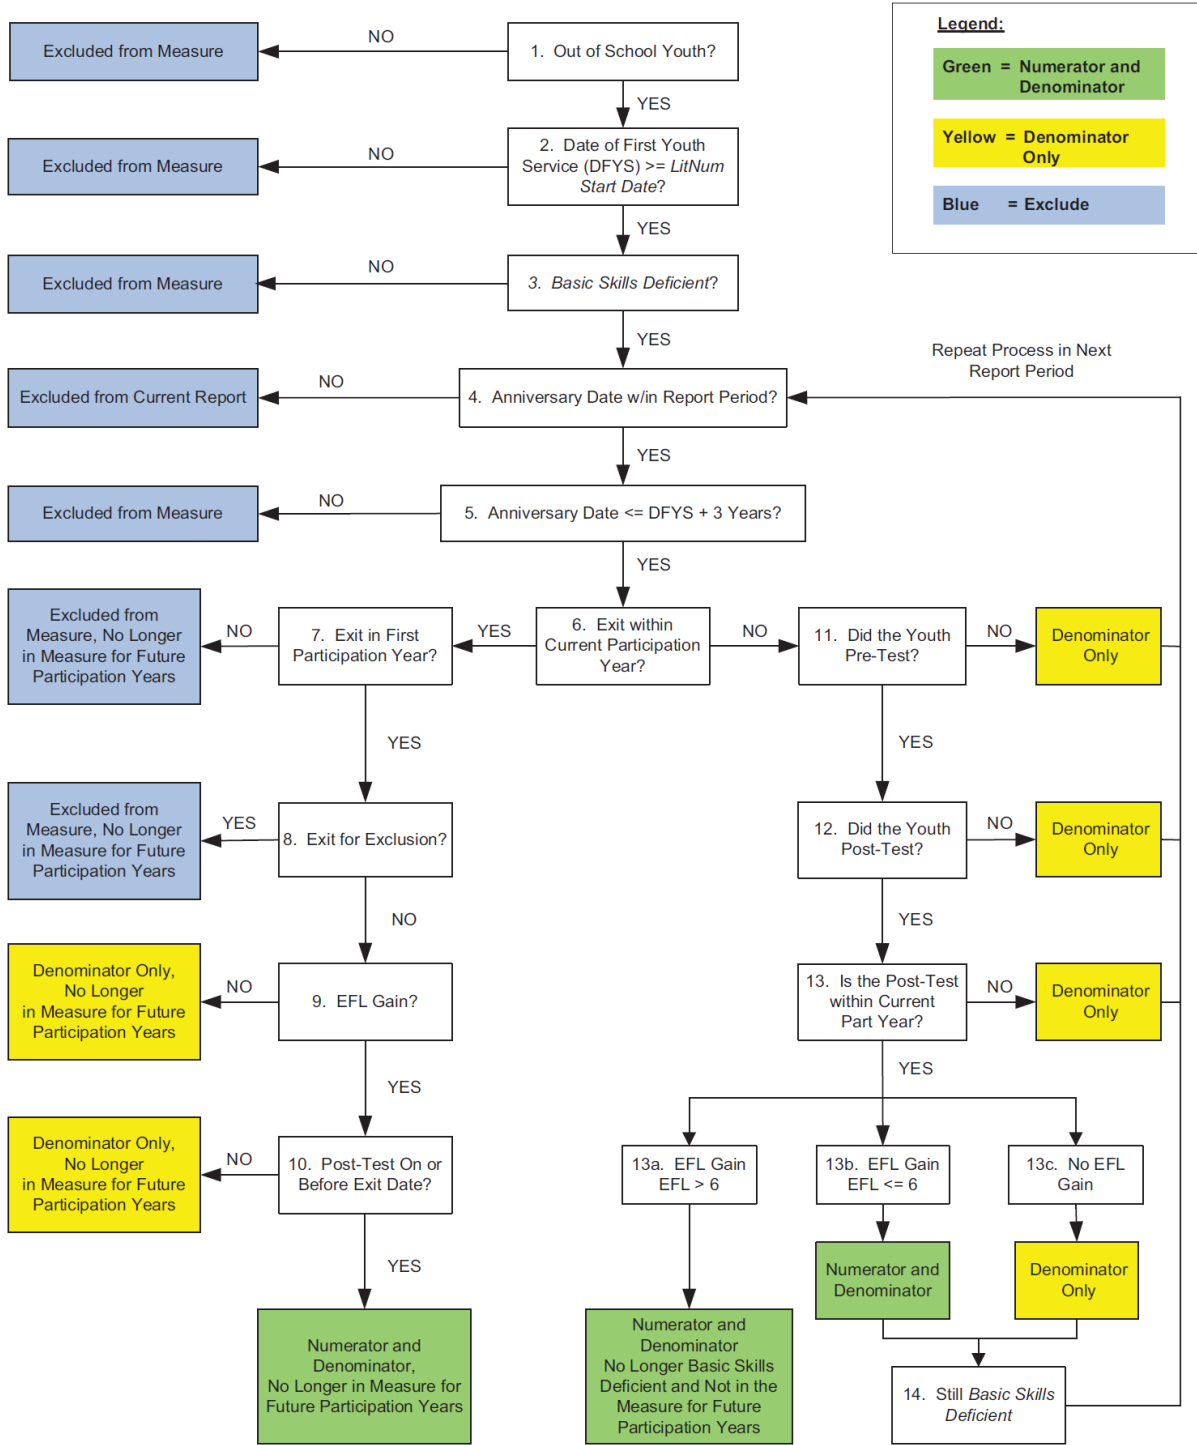 Legend:
Green = Numerator and
Denominator
Yellow = Denominator
Only
Blue = Exclude
Excluded from Measure
NO
1. Out of School Youth?
YES
Excluded from Measure
NO
2. Date of First Youth
Service (DFYS) >= LitNum
Start Date?
YES
Excluded from Measure
NO
3. Basic Skills Deficient?
YES
Repeat Process in Next
Report Period
Excluded from Current Report
NO
4. Anniversary Date w/in Report Period?
YES
Excluded from Measure
NO
5. Anniversary Date <= DFYS + 3 Years?
YES
Excluded from
Measure, No Longer
in Measure for Future
Participation Years
NO
7. Exit in First
Participation Year?
YES
6. Exit within
Current Participation
Year?
NO
11. Did the Youth
Pre-Test?
NO
Denominator
Only
YES
YES
Excluded from
Measure, No Longer
in Measure for Future
Participation Years
YES
8. Exit for Exclusion?
12. Did the Youth
Post-Test?
NO
Denominator
Only
NO
YES
Denominator Only,
No Longer
in Measure for Future
Participation Years
NO
9. EFL Gain?
13. Is the Post-Test
within Current
Part Year?
NO
Denominator
Only
YES
YES
Denominator Only,
No Longer
in Measure for Future
Participation Years
NO
10. Post-Test On or
Before Exit Date?
13a. EFL Gain
EFL > 6
13b. EFL Gain
EFL <= 6
13c. No EFL
Gain
YES
Numerator and
Denominator
Denominator
Only
Numerator and
Denominator,
No Longer in Measure for
Future Participation Years
Numerator and
Denominator
No Longer Basic Skills
Deficient and Not in the
Measure for Future
Participation Years
14. Still Basic Skills
Deficient